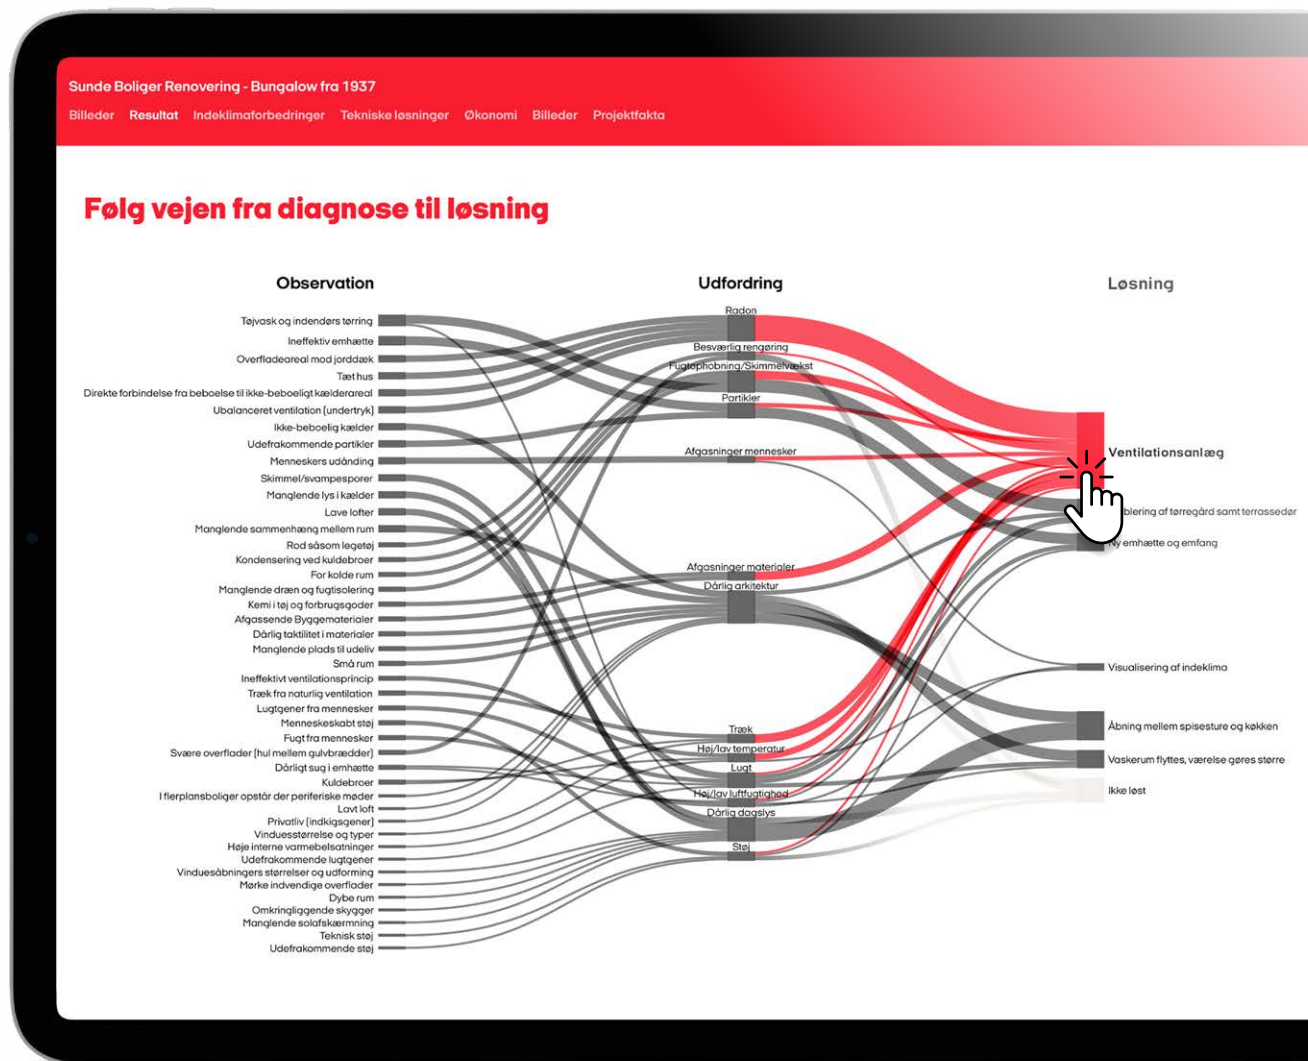 Sunde Boliger Renovering - Bungalow fra 1937
Billeder Resultat Indeklimaforbedringer Tekniske løsninger Økonomi Billeder Projektfakta
Følg vejen fra diagnose til løsning
Observation
Tøjvask og indendørs tørring
Ineffektiv emhætte
Overfladeareal mod jorddæk
Tæt hus
Direkte forbindelse fra beboelse til ikke-beboeligt kælderareal
Ubalanceret ventilation (undertryk)
Ikke-beboelig kælder
Udefrakommende partikler
Menneskers udånding
Skimmel/svampesporer
Manglende lys i kælder
Lave lofter
Manglende sammenhæng mellem rum
Rod såsom legetøj
Kondensering ved kuldebroer
For kolde rum
Manglende dræn og fugtisolering
Kemi i tøj og forbrugsgoder
Afgassende Byggematerialer
Dårlig taktilitet i materialer
Manglende plads til udeliv
Små rum
Ineffektivt ventilationsprincip
Træk fra naturlig ventilation
Lugtgener fra mennesker
Menneskeskabt støj
Fugt fra mennesker
Svære overflader (hul mellem gulvbrædder)
Dårligt sug i emhætte
Kuldebroer
I flerplansboliger opstår der periferiske møder
Lavt loft
Privatliv (indkigsgener)
Vinduesstørrelse og typer
Høje interne varmebelsatninger
Udefrakommende lugtgener
Vinduesåbningers størrelser og udforming
Mørke indvendige overflader
Dybe rum
Omkringliggende skygger
Manglende solafskærmning
Teknisk støj
Udefrakommende støj
Udfordring
Radon
Besværlig rengøring
Fugtophobning/Skimmelvækst
Partikler
Afgasninger mennesker
Afgasninger materialer
Dårlig arkitektur
Træk
Høj/lav temperatur
Lugt
Høj/lav luftfugtighed
Dårlig dagslys
Støj
Løsning
Ventilationsanlæg
blering af tørregård samt terrassedør
Ny emhætte og emfang
Visualisering af indeklima
Åbning mellem spisesture og køkken
Vaskerum flyttes, værelse gøres større
Ikke løst